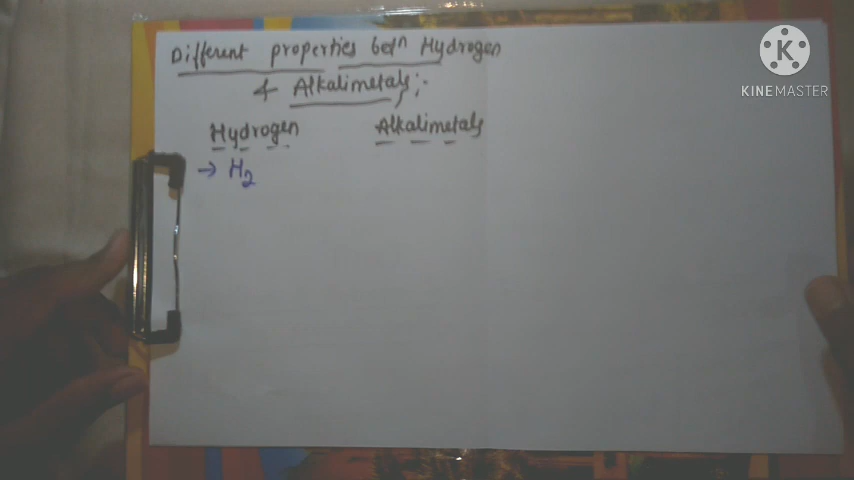 Different properties betn Hydrogen
& Alkalimetals:-
Hydrogen Alkalimetals
→ H₂
K
KINEMASTER